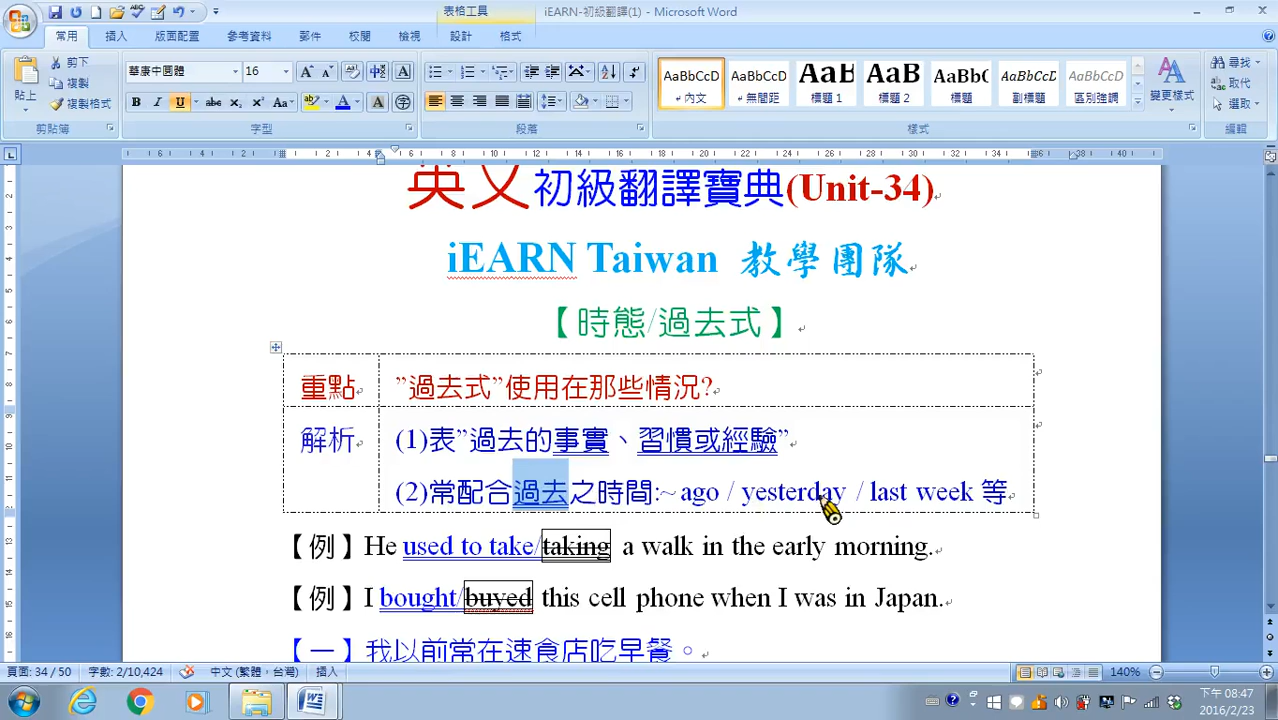 表格工具
iEARN-初級翻譯(1) - Microsoft Word
常用 插入 版面配置 參考資料 郵件 校閱 檢視 設計 格式
貼上 剪下 複製 複製格式
華康中圓體 16
AaBbCcD AaBbCcD AaB AaB AaBbC AaBbCcD AaBbCcD
內文 無間距 標題 1 標題 2 標題 副標題 區別強調
變更樣式
尋找 取代 選取
剪貼簿 字型 段落 樣式 編輯
英文初級翻譯寶典(Unit-34)
iEARN Taiwan 教學團隊
【時態/過去式】
重點 ”過去式”使用在那些情況?
解析 (1)表”過去的事實、習慣或經驗”
(2)常配合過去之時間:~ ago / yesterday / last week 等
【例】He used to take/taking a walk in the early morning.
【例】I bought/buyed this cell phone when I was in Japan.
【一】我以前常在速食店吃早餐。
頁面: 34 / 50 字數: 2/10,424 中文 (繁體，台灣) 插入 140%
下午 08:47
2016/2/23